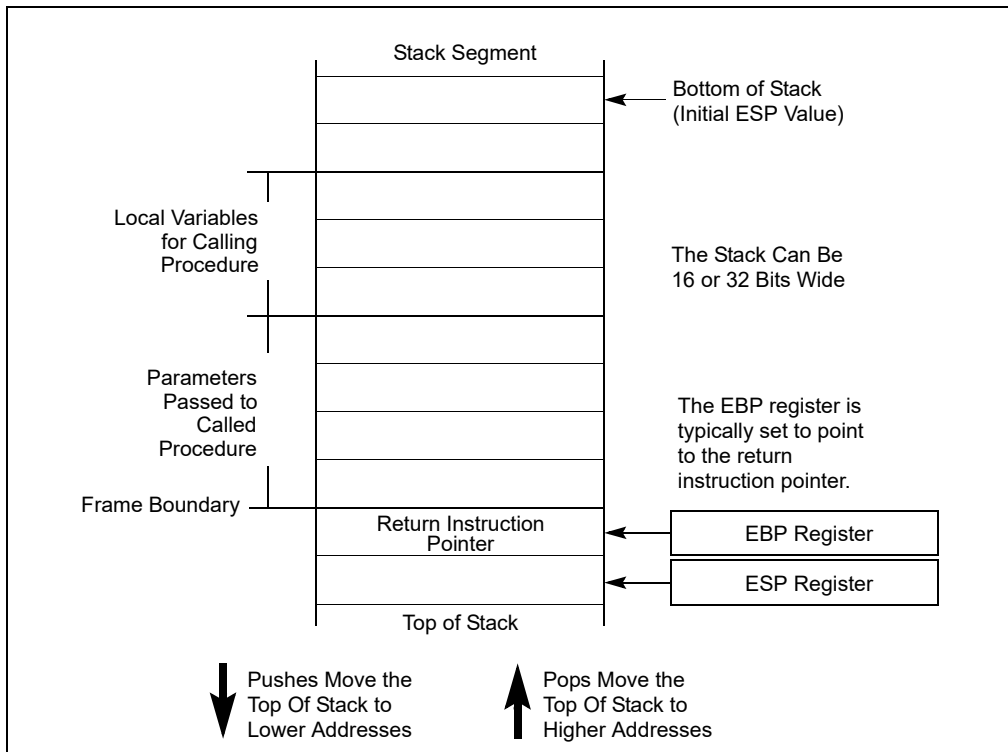 Stack Segment
Bottom of Stack
(Initial ESP Value)
Local Variables
for Calling
Procedure
The Stack Can Be
16 or 32 Bits Wide
Parameters
Passed to
Called
Procedure
The EBP register is
typically set to point
to the return
instruction pointer.
Frame Boundary
Return Instruction
Pointer
EBP Register
ESP Register
Top of Stack
Pushes Move the
Top Of Stack to
Lower Addresses
Pops Move the
Top Of Stack to
Higher Addresses